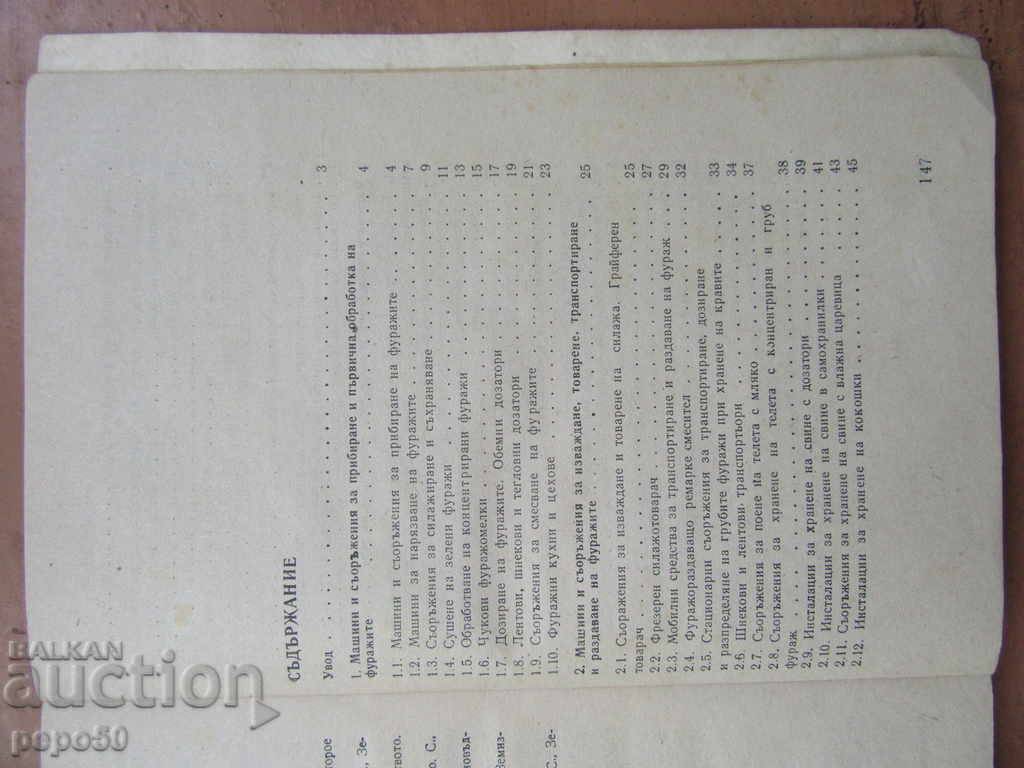 СЪДЪРЖАНИЕ
Увод . . . . . . . . . . . . . . . 3
1. Машини и съоръжения за прибиране и първична обработка на
фуражите . . . . . . . . . . . . . . 4
1.1. Машини и съоръжения за прибиране на фуражите . . . . . 4
1.2. Машини за нарязване на фуражите . . . . . . . . 7
1.3. Съоръжения за силажиране и съхраняване . . . . . . 9
1.4. Сушене на зелени фуражи . . . . . . . . . . 11
1.5. Обработване на концентрирани фуражи . . . . . . 13
1.6. Чукови фуражомелки . . . . . . . . . . . 15
1.7. Дозиране на фуражите. Обемни дозатори . . . . . . 17
1.8. Лентови, шнекови и тегловни дозатори . . . . . . 19
1.9. Съоръжения за смесване на фуражите . . . . . . . 21
1.10. Фуражни кухни и цехове . . . . . . . . . . 23
2. Машини и съоръжения за изваждане, товарене, транспортиране
и раздаване на фуражите . . . . . . . . . . 25
2.1. Съоражения за изваждане и товарене на силажа. Грайферен
товарач . . . . . . . . . . . . . . . 25
2.2. Фрезерен силажотоварач . . . . . . . . . . 27
2.3. Мобилни средства за транспортиране и раздаване на фураж . . 29
2.4. Фуражораздаващо ремарке смесител . . . . . . . 32
2.5. Стационарни съоръжения за транспортиране, дозиране
и разпределяне на грубите фуражи при хранене на кравите . . . . 33
2.6. Шнекови и лентови транспортьори . . . . . . . 34
2.7. Съоръжения за поене на телета с мляко . . . . . . 37
2.8. Съоръжения за хранене на телета с концентриран и груб
фураж . . . . . . . . . . . . . . . 38
2.9. Инсталации за хранене на свине с дозатори . . . . . 39
2.10. Инсталации за хранене на свине в самохранилки . . . . 41
2.11. Съоръжения за хранене на свине с влажна царевица . . . 43
2.12. Инсталации за хранене на кокошки . . . . . . . 45
147
второе
., Зе-
ството.
о. С.,
новъд-
Земиз-
С., Зе-
BALKAN
auction
popo50